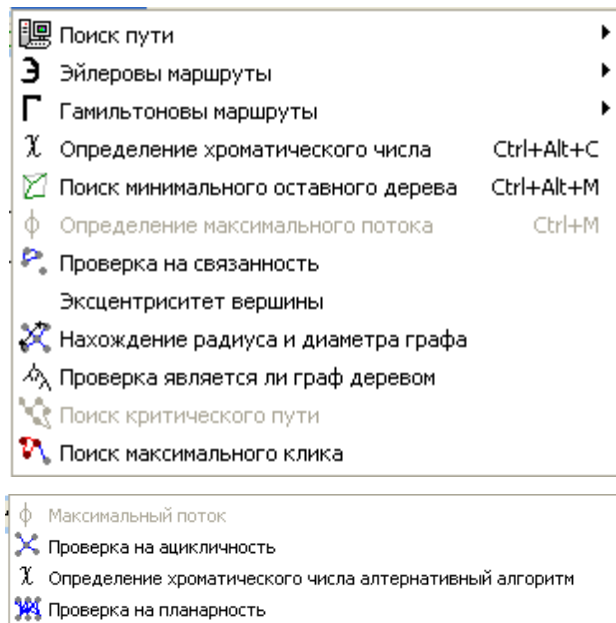 Поиск пути
Э Эйлеровы маршруты
Г Гамильтоновы маршруты
χ Определение хроматического числа Ctrl+Alt+C
Поиск минимального оставного дерева Ctrl+Alt+M
ϕ Определение максимального потока Ctrl+M
Проверка на связанность
Эксцентриситет вершины
Нахождение радиуса и диаметра графа
Проверка является ли граф деревом
Поиск критического пути
Поиск максимального клика
ϕ Максимальный поток
Проверка на ацикличность
χ Определение хроматического числа алтернативный алгоритм
Проверка на планарность